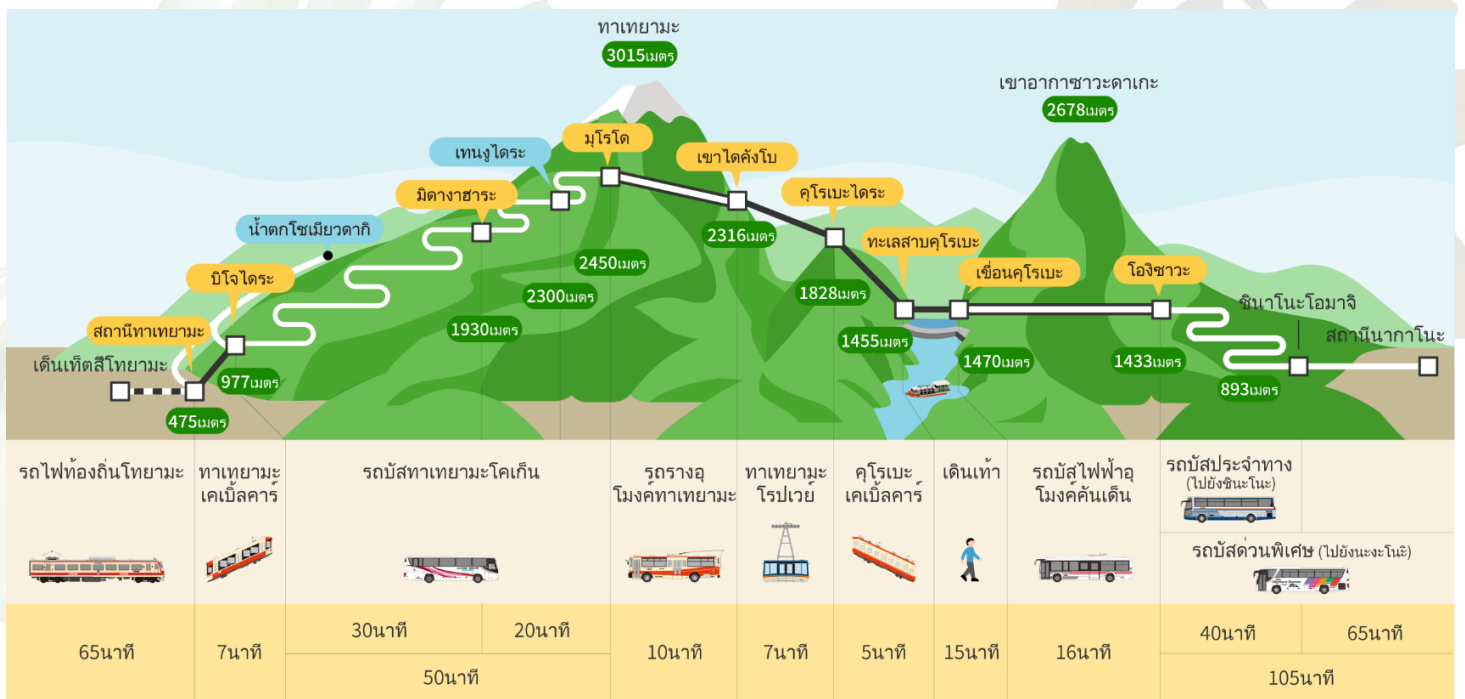 ทาเทยามะ
3015เมตร
เขาอากาซาวะดาเกะ
2678เมตร
มุโรโด
เทนงูไดระ
เขาไดคังโบ
มิดางาฮาระ
คุโรเบะไดระ
น้ำตกโชเมียวดากิ
ทะเลสาบคุโรเบะ
บิโจไดระ
เขื่อนคุโรเบะ
โองิซาวะ
สถานีทาเทยามะ
ชินาโนะโอมาจิ
สถานีนากาโนะ
เด็นเท็ตสึโทยามะ
2316เมตร
2450เมตร
2300เมตร
1828เมตร
1930เมตร
1455เมตร
1470เมตร
1433เมตร
977เมตร
893เมตร
475เมตร
รถไฟท้องถิ่นโทยามะ
ทาเทยามะ
เคเบิ้ลคาร์
รถบัสทาเทยามะโคเก็น
รถรางอุ
โมงค์ทาเทยามะ
ทาเทยามะ
โรปเวย์
คุโรเบะ
เคเบิ้ลคาร์
เดินเท้า
รถบัสไฟฟ้าอุ
โมงค์คันเด็น
รถบัสประจำทาง
(ไปยังชินะโนะ)
รถบัสด่วนพิเศษ (ไปยังนะงะโนะ)
65นาที
7นาที
30นาที
20นาที
50นาที
10นาที
7นาที
5นาที
15นาที
16นาที
40นาที
65นาที
105นาที